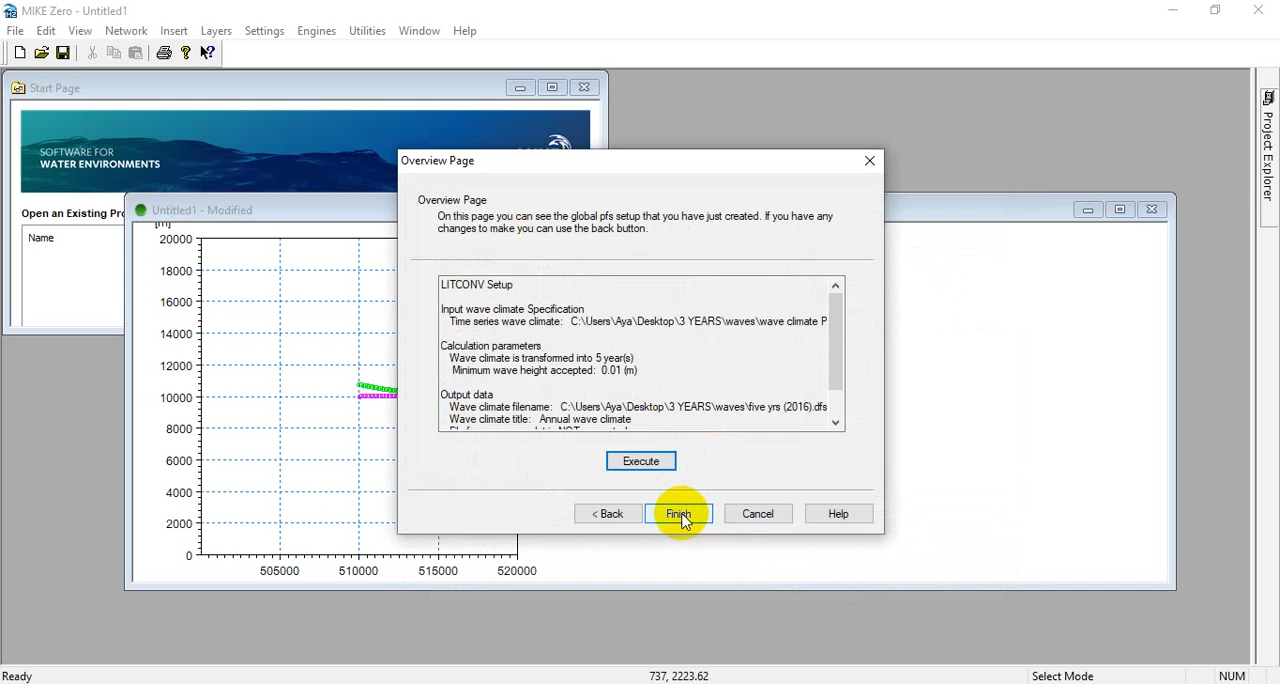 MIKE Zero - Untitled1
File Edit View Network Insert Layers Settings Engines Utilities Window Help
Start Page
SOFTWARE FOR
WATER ENVIRONMENTS
Open an Existing Pro
Name
Project Explorer
Untitled1 - Modified
[m]
20000
18000
16000
14000
12000
10000
8000
6000
4000
2000
0
505000 510000 515000 520000
Overview Page
Overview Page
On this page you can see the global pfs setup that you have just created. If you have any
changes to make you can use the back button.
LITCONV Setup
Input wave climate Specification
Time series wave climate: C:\Users\Aya\Desktop\3 YEARS\waves\wave climate P
Calculation parameters
Wave climate is transformed into 5 year(s)
Minimum wave height accepted: 0.01 (m)
Output data
Wave climate filename: C:\Users\Aya\Desktop\3 YEARS\waves\five yrs (2016).dfs
Wave climate title: Annual wave climate
Execute
< Back Finish Cancel Help
Ready 737, 2223.62 Select Mode NUM